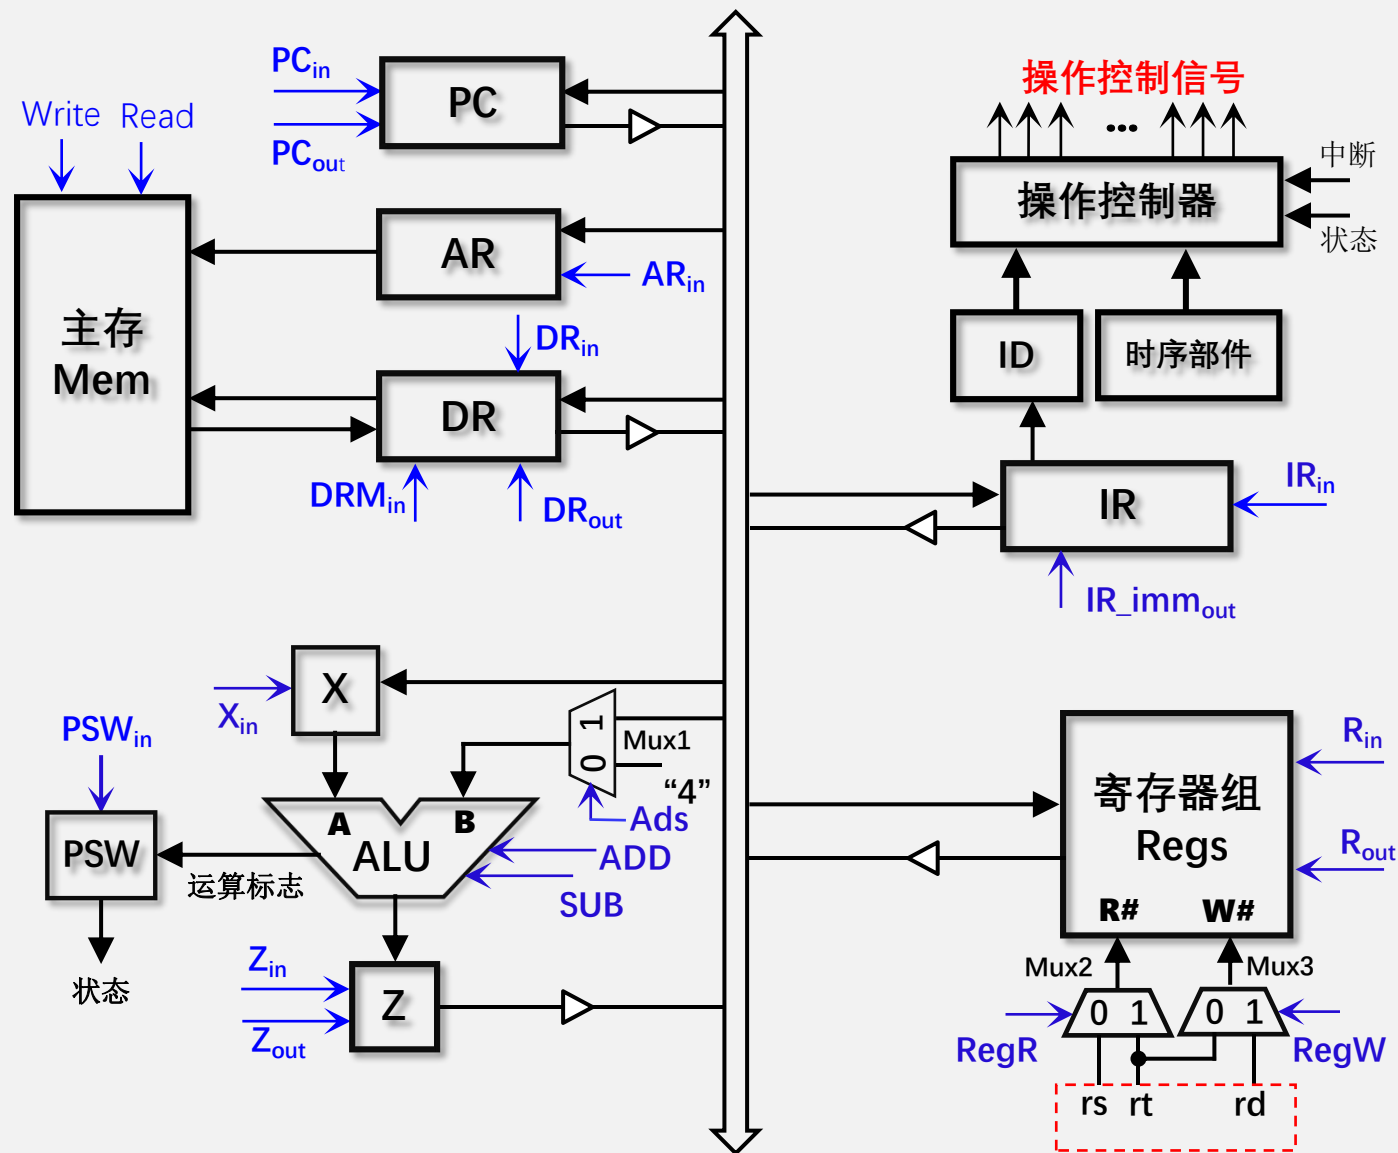 PCin
PCout
PC
Write
Read
操作控制信号
...
中断
操作控制器
状态
AR
ARin
主存
Mem
DRin
DR
DRMin
DRout
ID
时序部件
IR
IRin
IR_immout
X
Xin
1
0
Mux1
“4”
Ads
PSWin
PSW
A
B
ALU
ADD
SUB
运算标志
状态
Zin
Z
Zout
寄存器组
Regs
Rin
Rout
R#
W#
Mux2
Mux3
0 1
0 1
RegR
RegW
rs
rt
rd